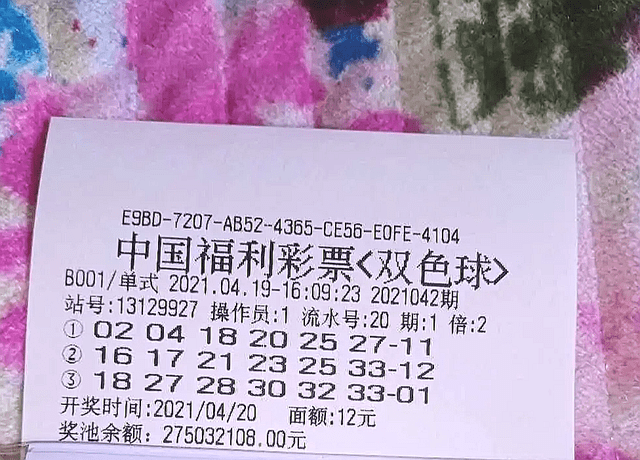 E9BD-7207-AB52-4365-CE56-E0FE-4104
中国福利彩票<双色球>
B001/单式 2021.04.19-16:09:23 2021042期
站号:13129927 操作员:1 流水号:20 期:1 倍:2
① 02 04 18 20 25 27-11
② 16 17 21 23 25 33-12
③ 18 27 28 30 32 33-01
开奖时间:2021/04/20 面额:12元
奖池余额: 275032108.00元